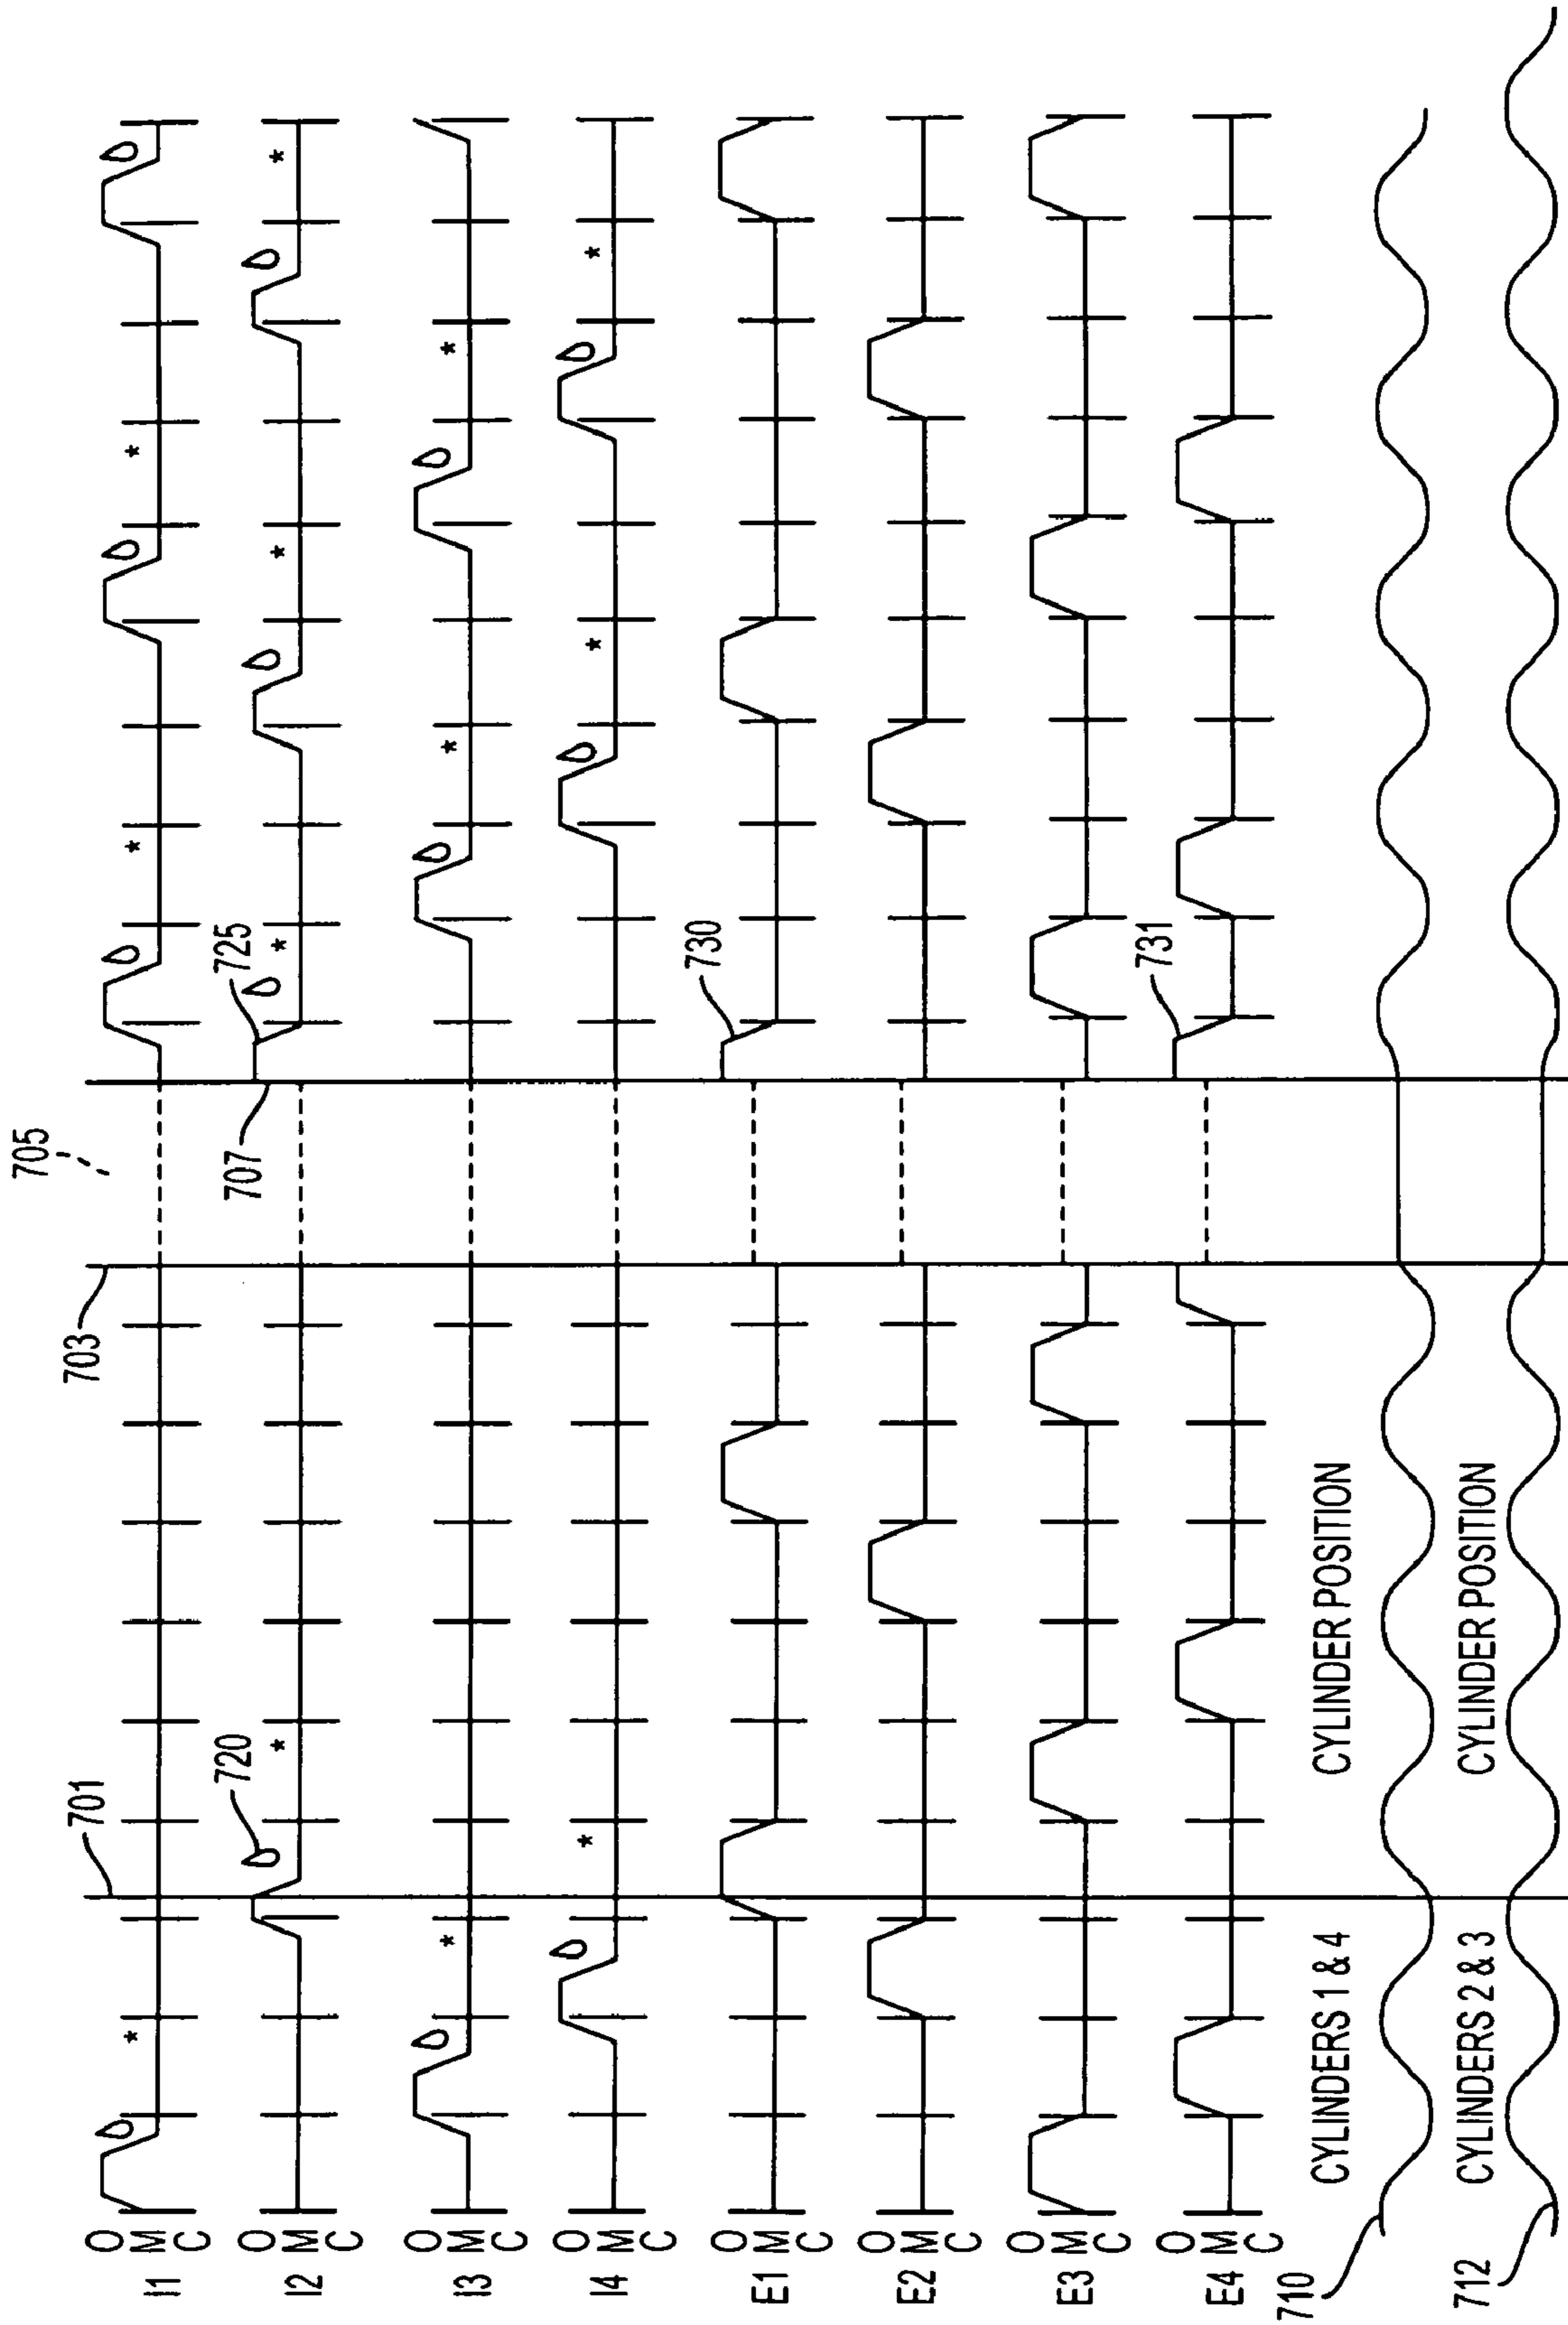 705
703
701
I1 O M C
I2 O M C
720
707
725
I3 O M C
I4 O M C
E1 O M C
730
E2 O M C
E3 O M C
E4 O M C
731
710
CYLINDERS 1 & 4 CYLINDER POSITION
712
CYLINDERS 2 & 3 CYLINDER POSITION